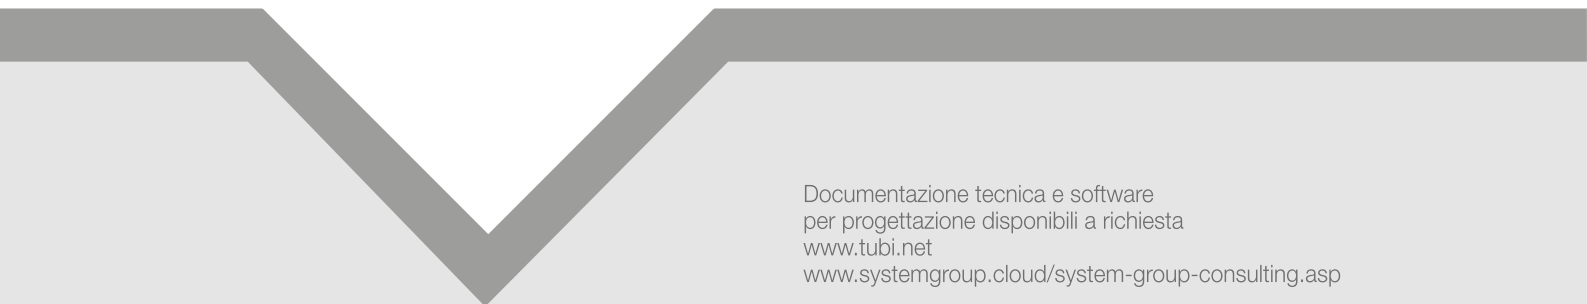 Documentazione tecnica e software
per progettazione disponibili a richiesta
www.tubi.net
www.systemgroup.cloud/system-group-consulting.asp